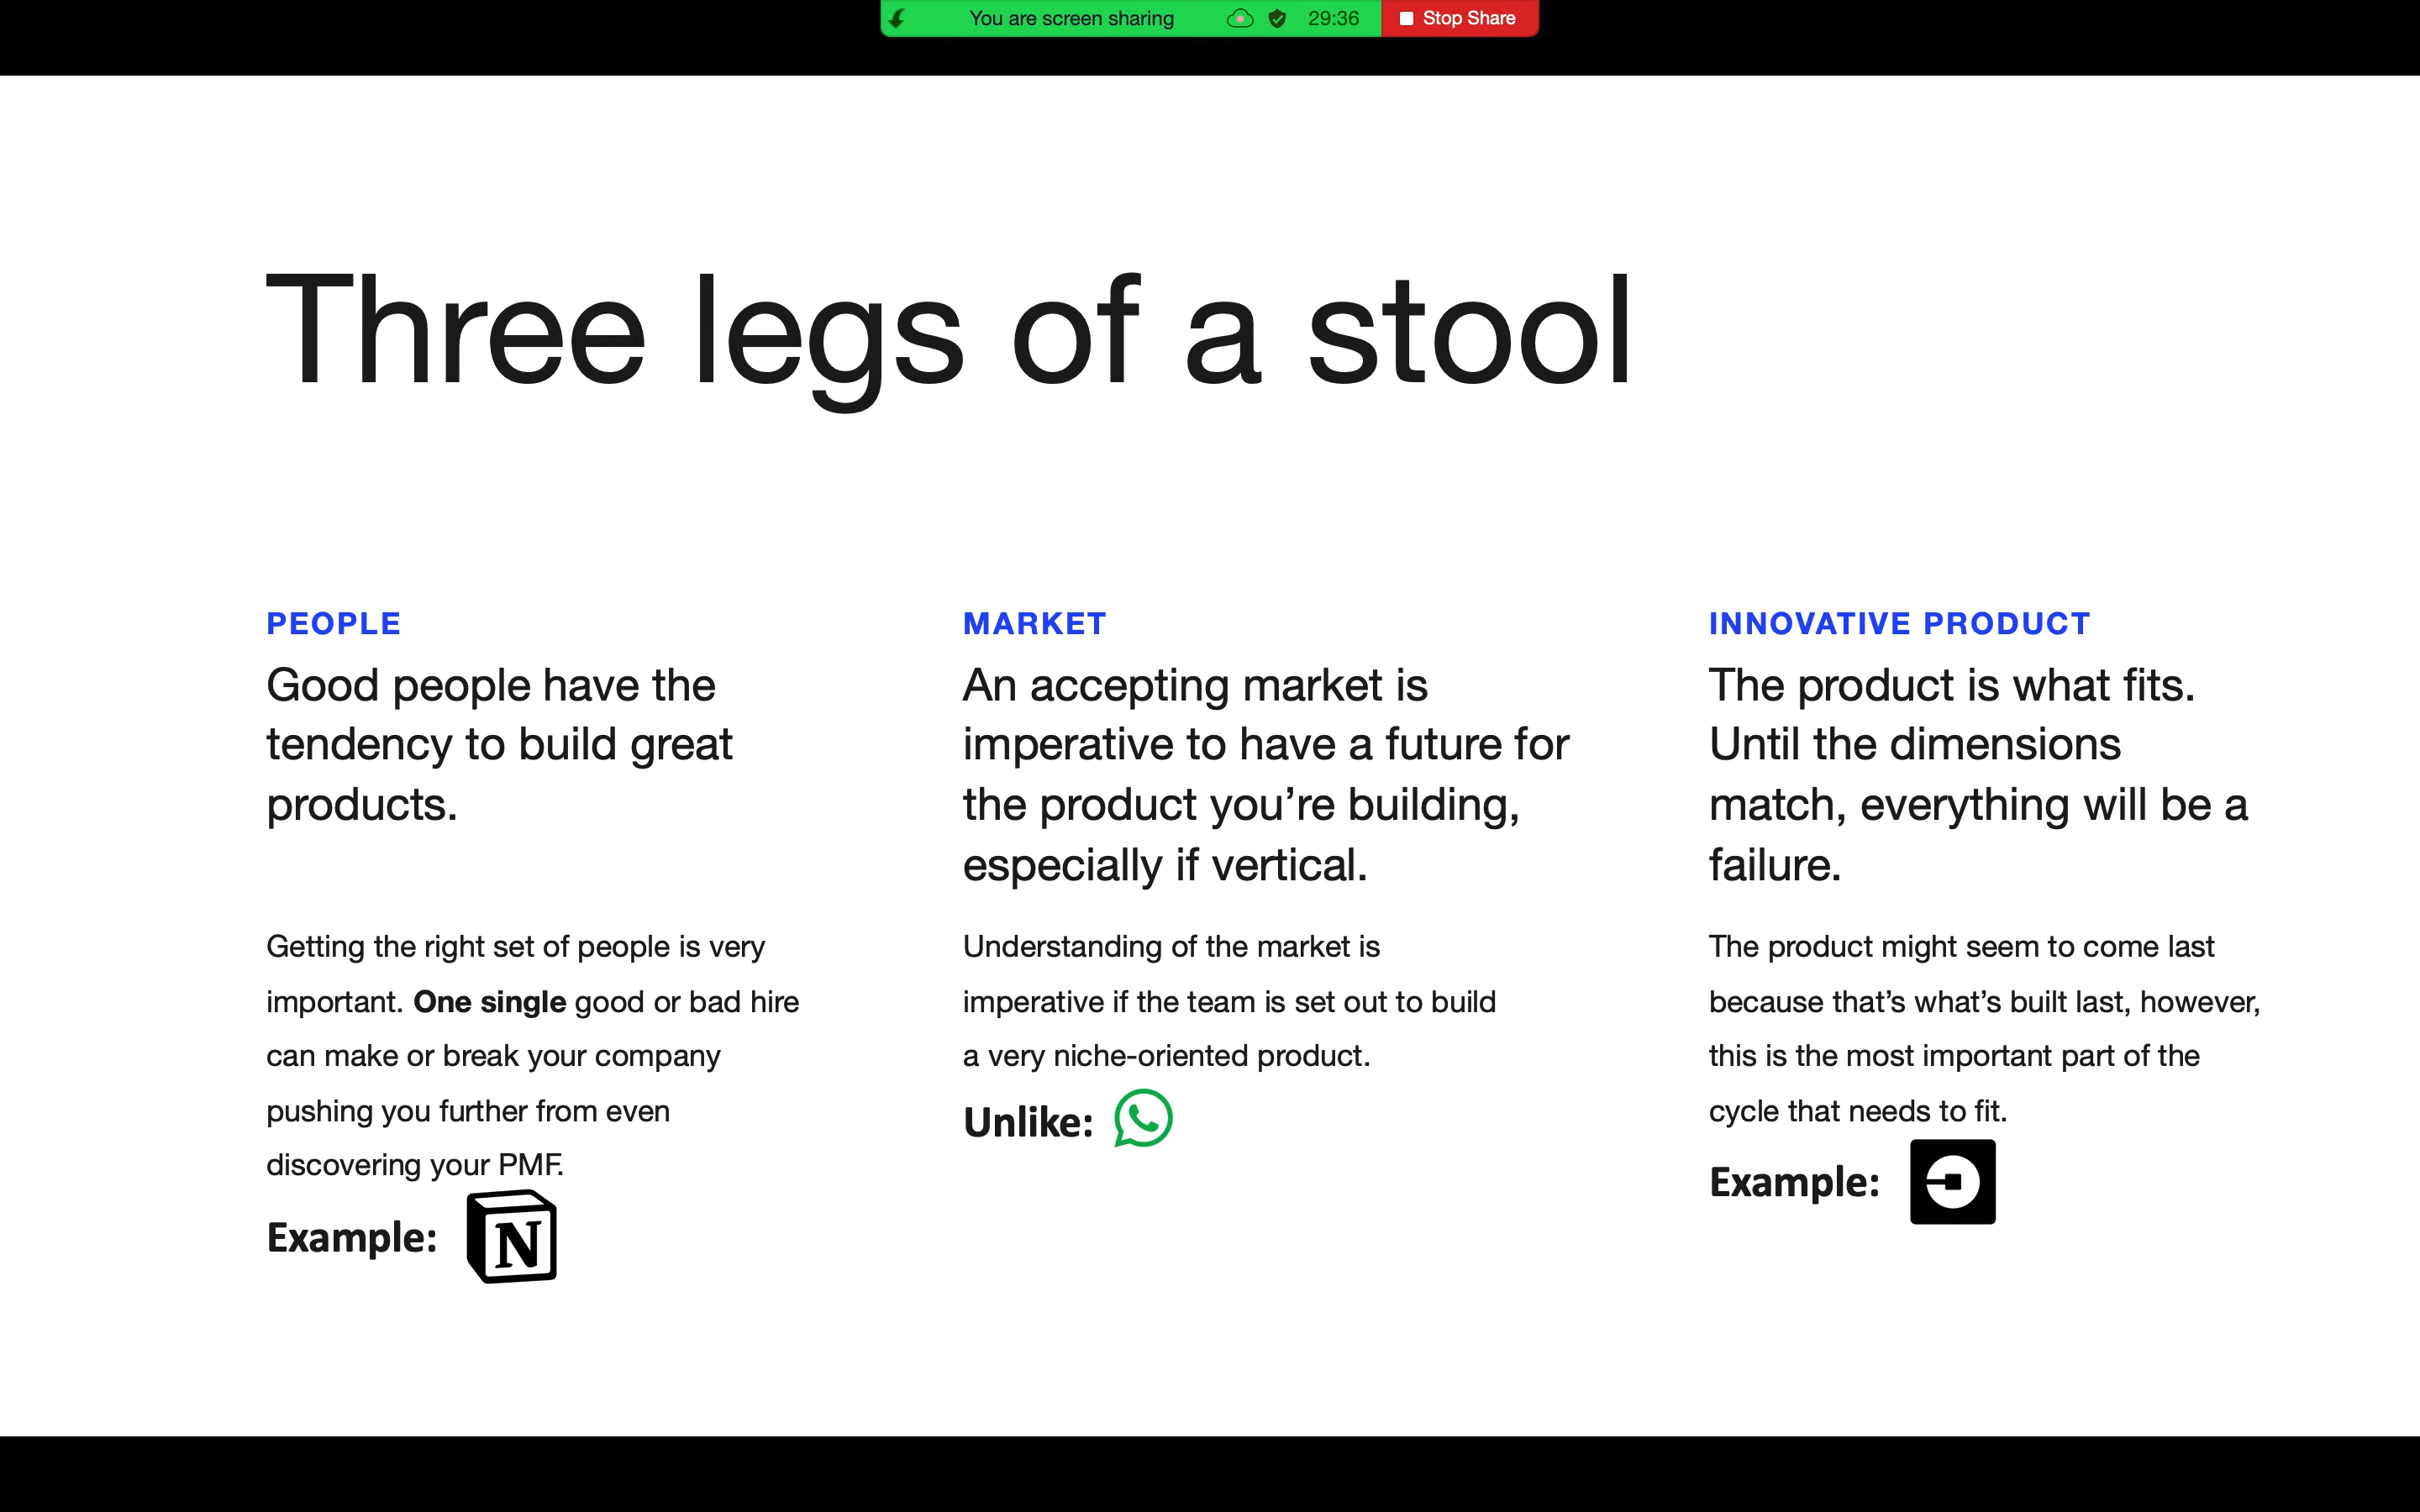 You are screen sharing 29:36 Stop Share
Three legs of a stool
PEOPLE
Good people have the
tendency to build great
products.
Getting the right set of people is very
important. One single good or bad hire
can make or break your company
pushing you further from even
discovering your PMF.
Example: N
MARKET
An accepting market is
imperative to have a future for
the product you’re building,
especially if vertical.
Understanding of the market is
imperative if the team is set out to build
a very niche-oriented product.
Unlike:
INNOVATIVE PRODUCT
The product is what fits.
Until the dimensions
match, everything will be a
failure.
The product might seem to come last
because that’s what’s built last, however,
this is the most important part of the
cycle that needs to fit.
Example: